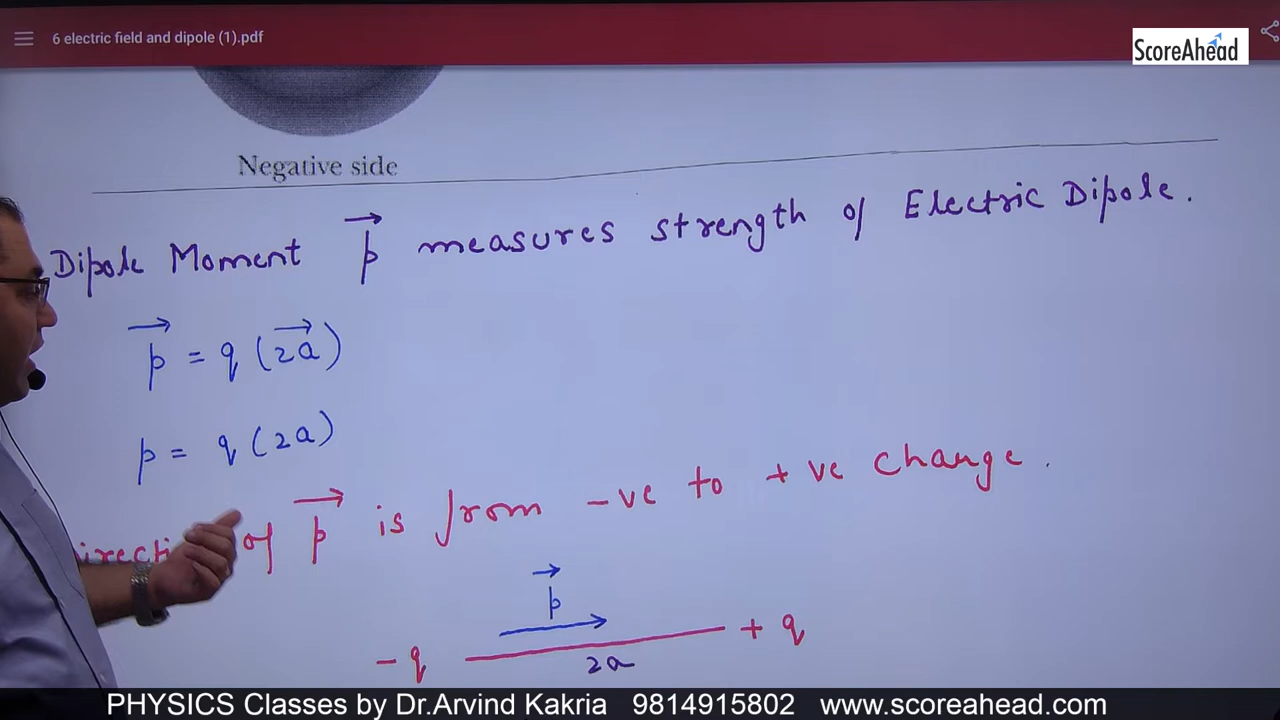 6 electric field and dipole (1).pdf
ScoreAhead
Negative side
Dipole Moment p⃗ measures strength of Electric Dipole.
p⃗ = q (2a⃗)
p = q (2a)
of p⃗ is from -ve to +ve change.
p⃗
-q +q
2a
PHYSICS Classes by Dr.Arvind Kakria 9814915802 www.scoreahead.com